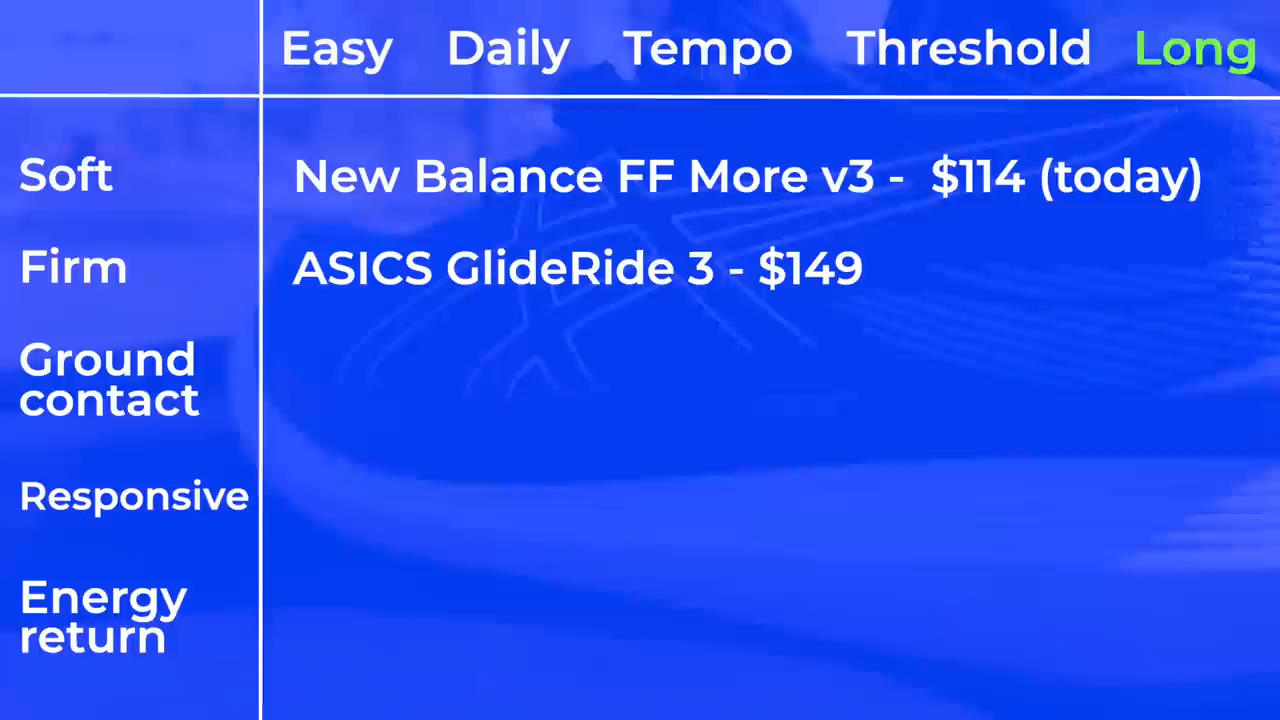 Easy Daily Tempo Threshold Long
Soft New Balance FF More v3 - $114 (today)
Firm ASICS GlideRide 3 - $149
Ground
contact
Responsive
Energy
return